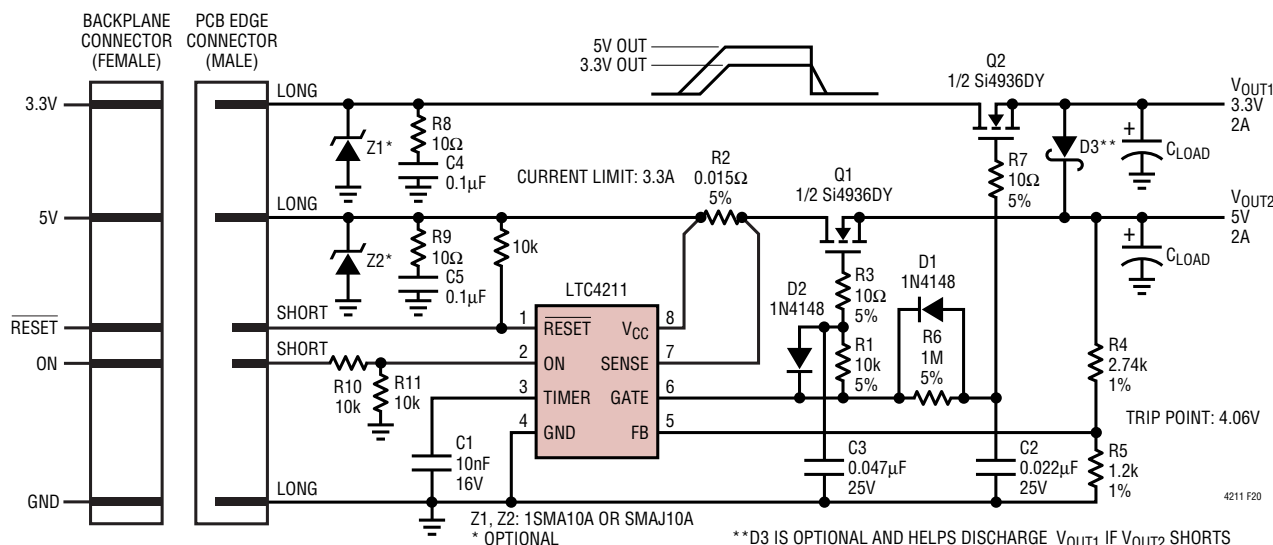 BACKPLANE
CONNECTOR
(FEMALE)
PCB EDGE
CONNECTOR
(MALE)
5V OUT
3.3V OUT
Q2
1/2 Si4936DY
3.3V
LONG
VOUT1
3.3V
2A
Z1*
R8
10Ω
C4
0.1µF
CURRENT LIMIT: 3.3A
R2
0.015Ω
5%
Q1
1/2 Si4936DY
R7
10Ω
5%
D3**
+
CLOAD
5V
LONG
VOUT2
5V
2A
Z2*
R9
10Ω
C5
0.1µF
10k
LTC4211
D2
1N4148
R3
10Ω
5%
D1
1N4148
+
CLOAD
RESET
SHORT
1
RESET
VCC
8
ON
SHORT
2
ON
SENSE
7
R10
10k
R11
10k
3
TIMER
GATE
6
4
GND
FB
5
R1
10k
5%
R6
1M
5%
R4
2.74k
1%
TRIP POINT: 4.06V
C1
10nF
16V
C3
0.047µF
25V
C2
0.022µF
25V
R5
1.2k
1%
GND
LONG
4211 F20
Z1, Z2: 1SMA10A OR SMAJ10A
* OPTIONAL
**D3 IS OPTIONAL AND HELPS DISCHARGE VOUT1 IF VOUT2 SHORTS